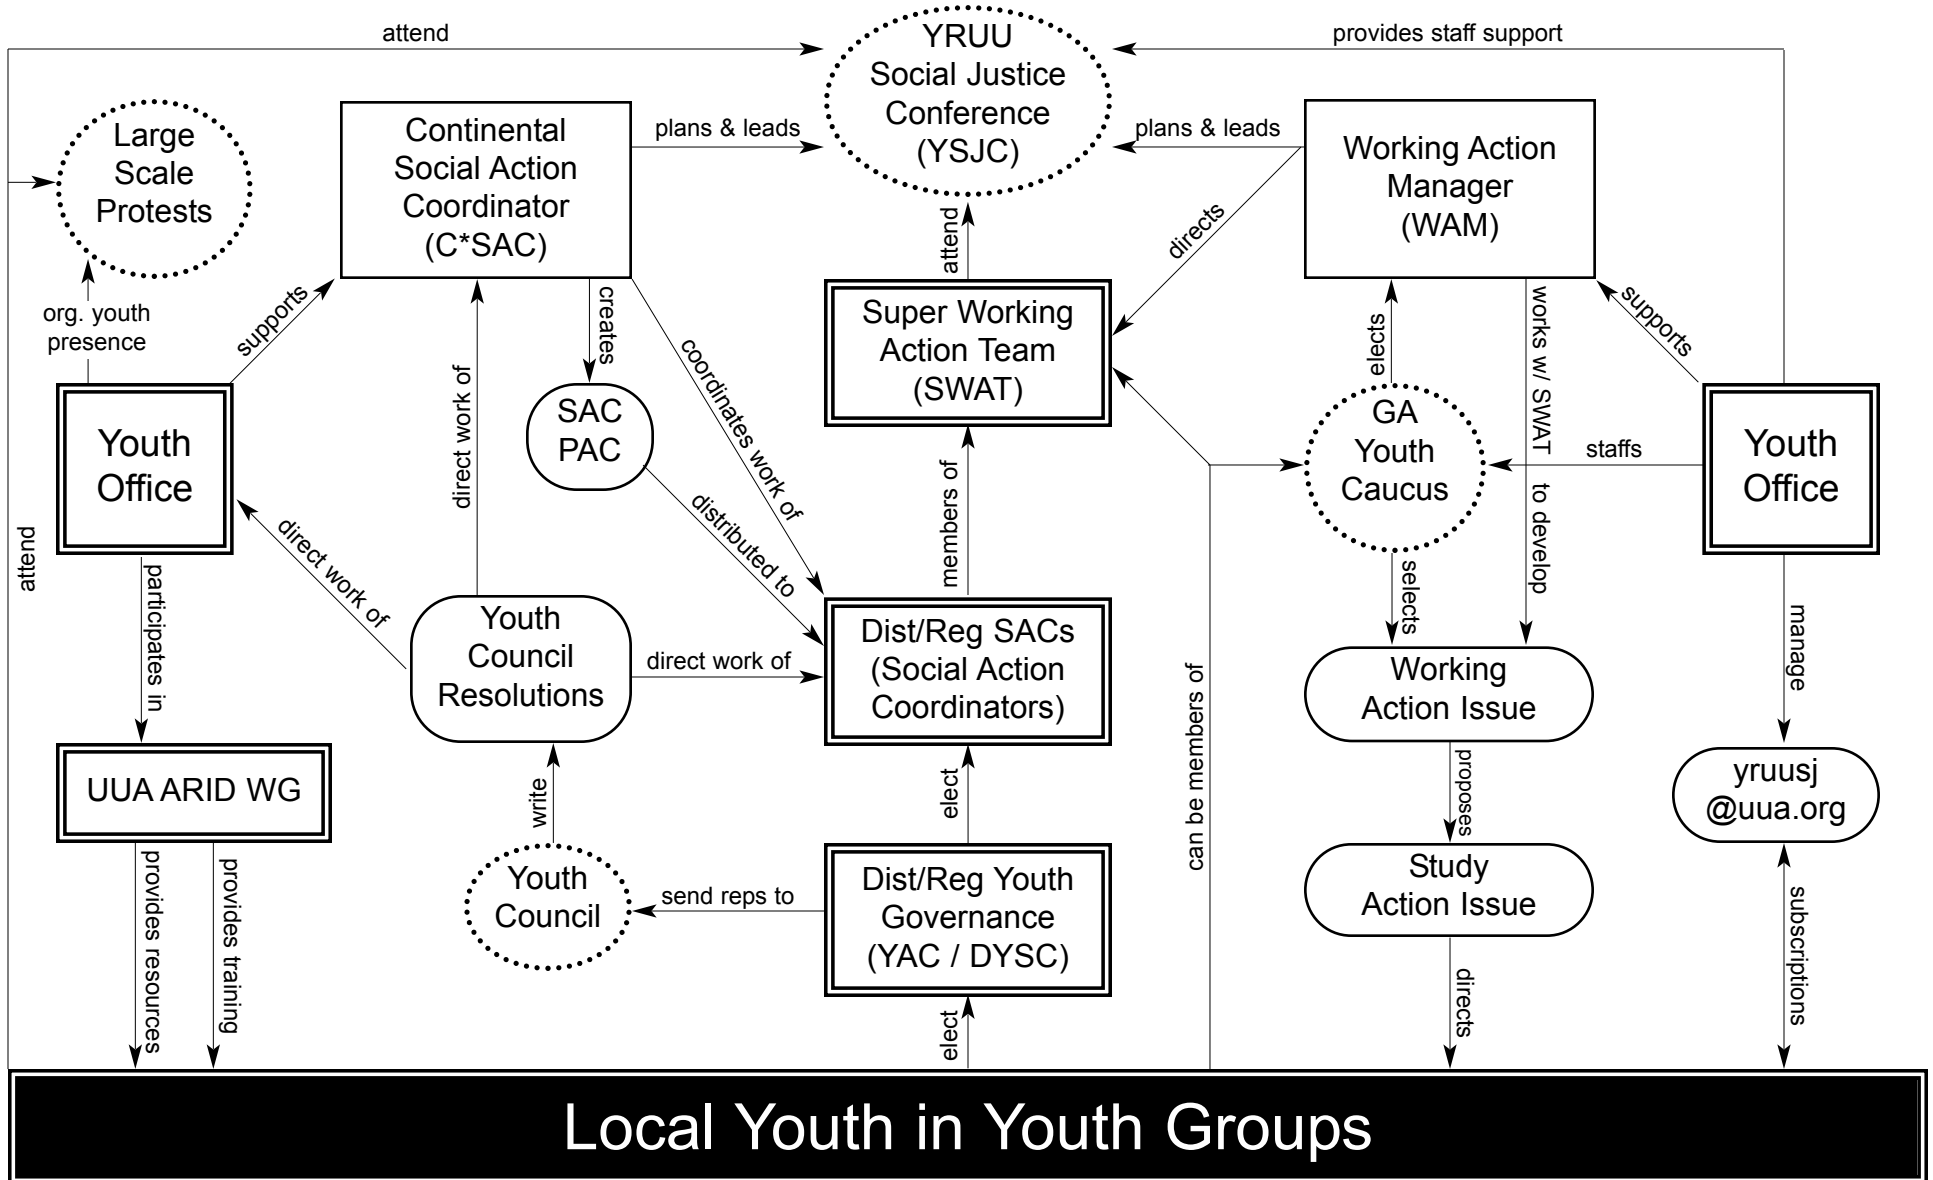 attend
YRUU
Social Justice
Conference
(YSJC)
provides staff support
Large
Scale
Protests
Continental
Social Action
Coordinator
(C*SAC)
plans & leads
plans & leads
Working Action
Manager
(WAM)
org. youth
presence
supports
creates
attend
directs
Super Working
Action Team
(SWAT)
elects
works w/ SWAT
to develop
supports
Youth
Office
direct work of
SAC
PAC
coordinates work of
distributed to
members of
GA
Youth
Caucus
staffs
Youth
Office
attend
participates in
direct work of
Youth
Council
Resolutions
direct work of
Dist/Reg SACs
(Social Action
Coordinators)
can be members of
selects
Working
Action Issue
manage
UUA ARID WG
write
elect
proposes
yruusj
@uua.org
provides resources
provides training
Youth
Council
send reps to
Dist/Reg Youth
Governance
(YAC / DYSC)
Study
Action Issue
subscriptions
elect
directs
Local Youth in Youth Groups